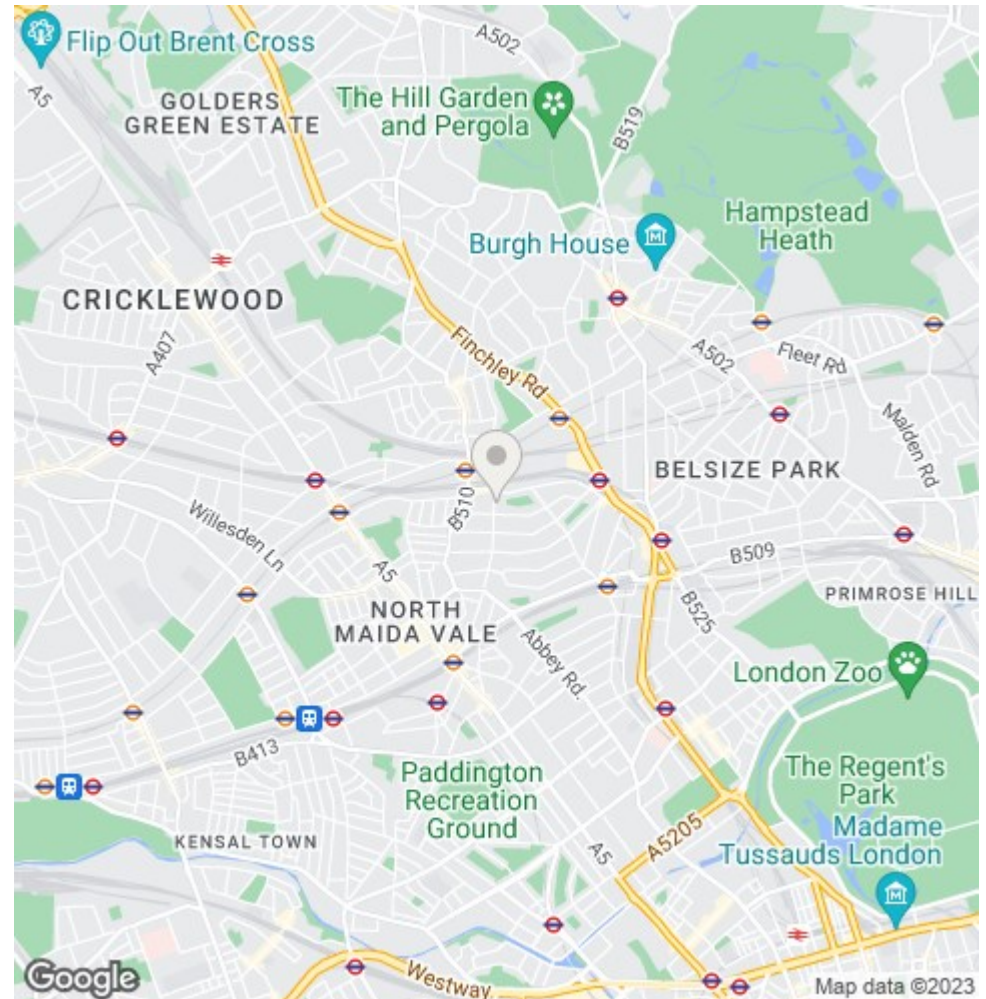 Flip Out Brent Cross
A502
A5
GOLDERS
GREEN ESTATE
The Hill Garden
and Pergola
B519
Hampstead
Heath
Burgh House
CRICKLEWOOD
A407
Finchley Rd
A502
Fleet Rd
Malden Rd
BELSIZE PARK
B510
Willesden Ln
A5
B509
PRIMROSE HILL
B525
NORTH
MAIDA VALE
Abbey Rd.
London Zoo
B413
Paddington
Recreation
Ground
The Regent's
Park
KENSAL TOWN
A5
A5205
Madame
Tussauds London
Westway
Google
Map data ©2023